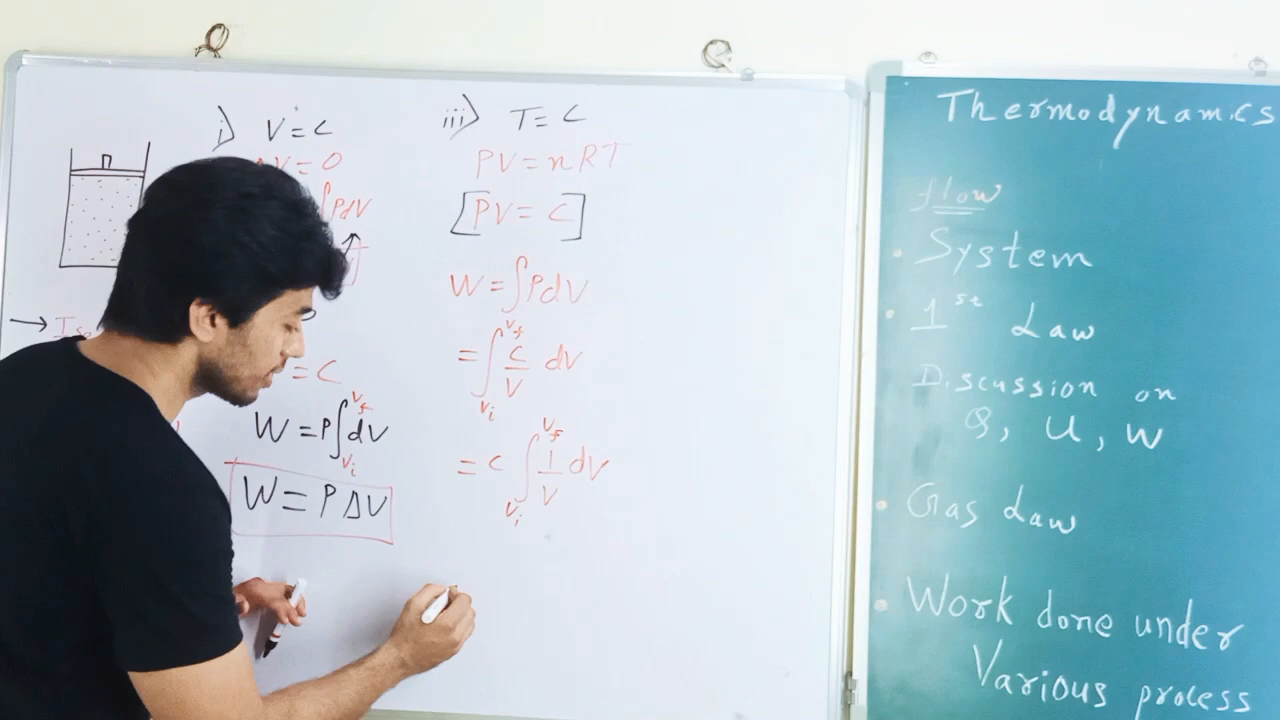 i) V = C
ΔV = 0
∫PdV
→ Iso
= C
W = P∫dV
Vf
Vi
W = PΔV
iii) T = C
PV = nRT
[PV = C]
W = ∫PdV
= ∫ C/V dV
Vf
Vi
= C ∫ 1/V dV
Vf
Vi
Thermodynamics
flow
• System
• 1st Law
Discussion on
Q, U, W
• Gas Law
• Work done under
Various process